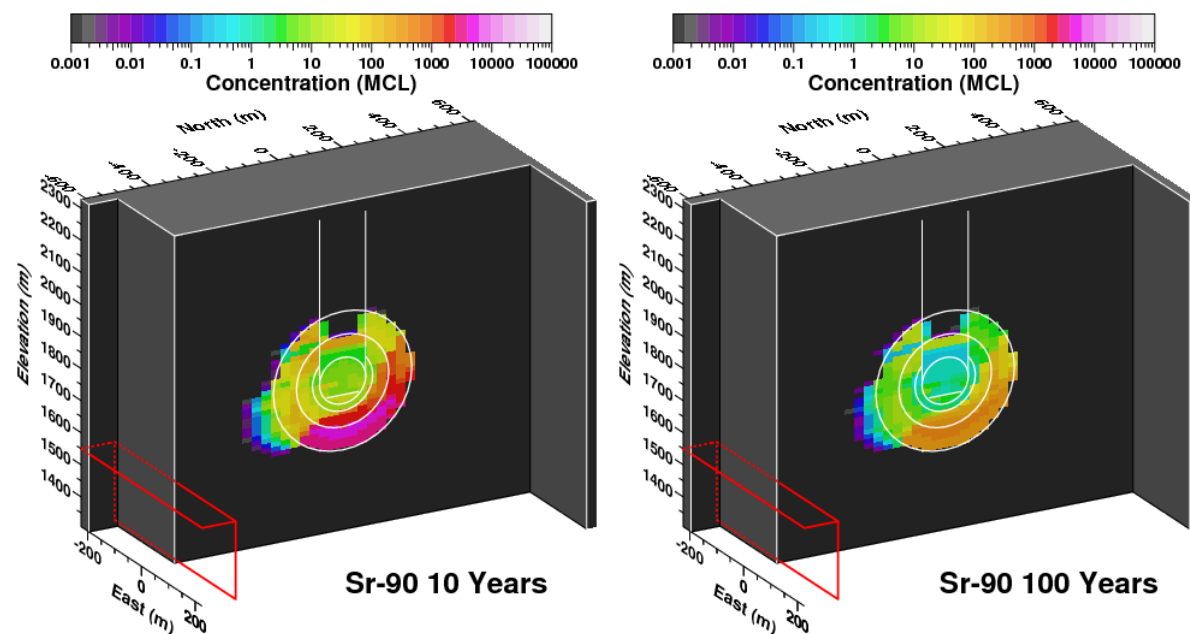 0.001 0.01 0.1 1 10 100 1000 10000 100000
Concentration (MCL)
North (m)
-600 -400 -200 0 200 400 600
Elevation (m)
2300
2200
2100
2000
1900
1800
1700
1600
1500
1400
-200 0 200
East (m)
Sr-90 10 Years
0.001 0.01 0.1 1 10 100 1000 10000 100000
Concentration (MCL)
North (m)
-600 -400 -200 0 200 400 600
Elevation (m)
2300
2200
2100
2000
1900
1800
1700
1600
1500
1400
-200 0 200
East (m)
Sr-90 100 Years